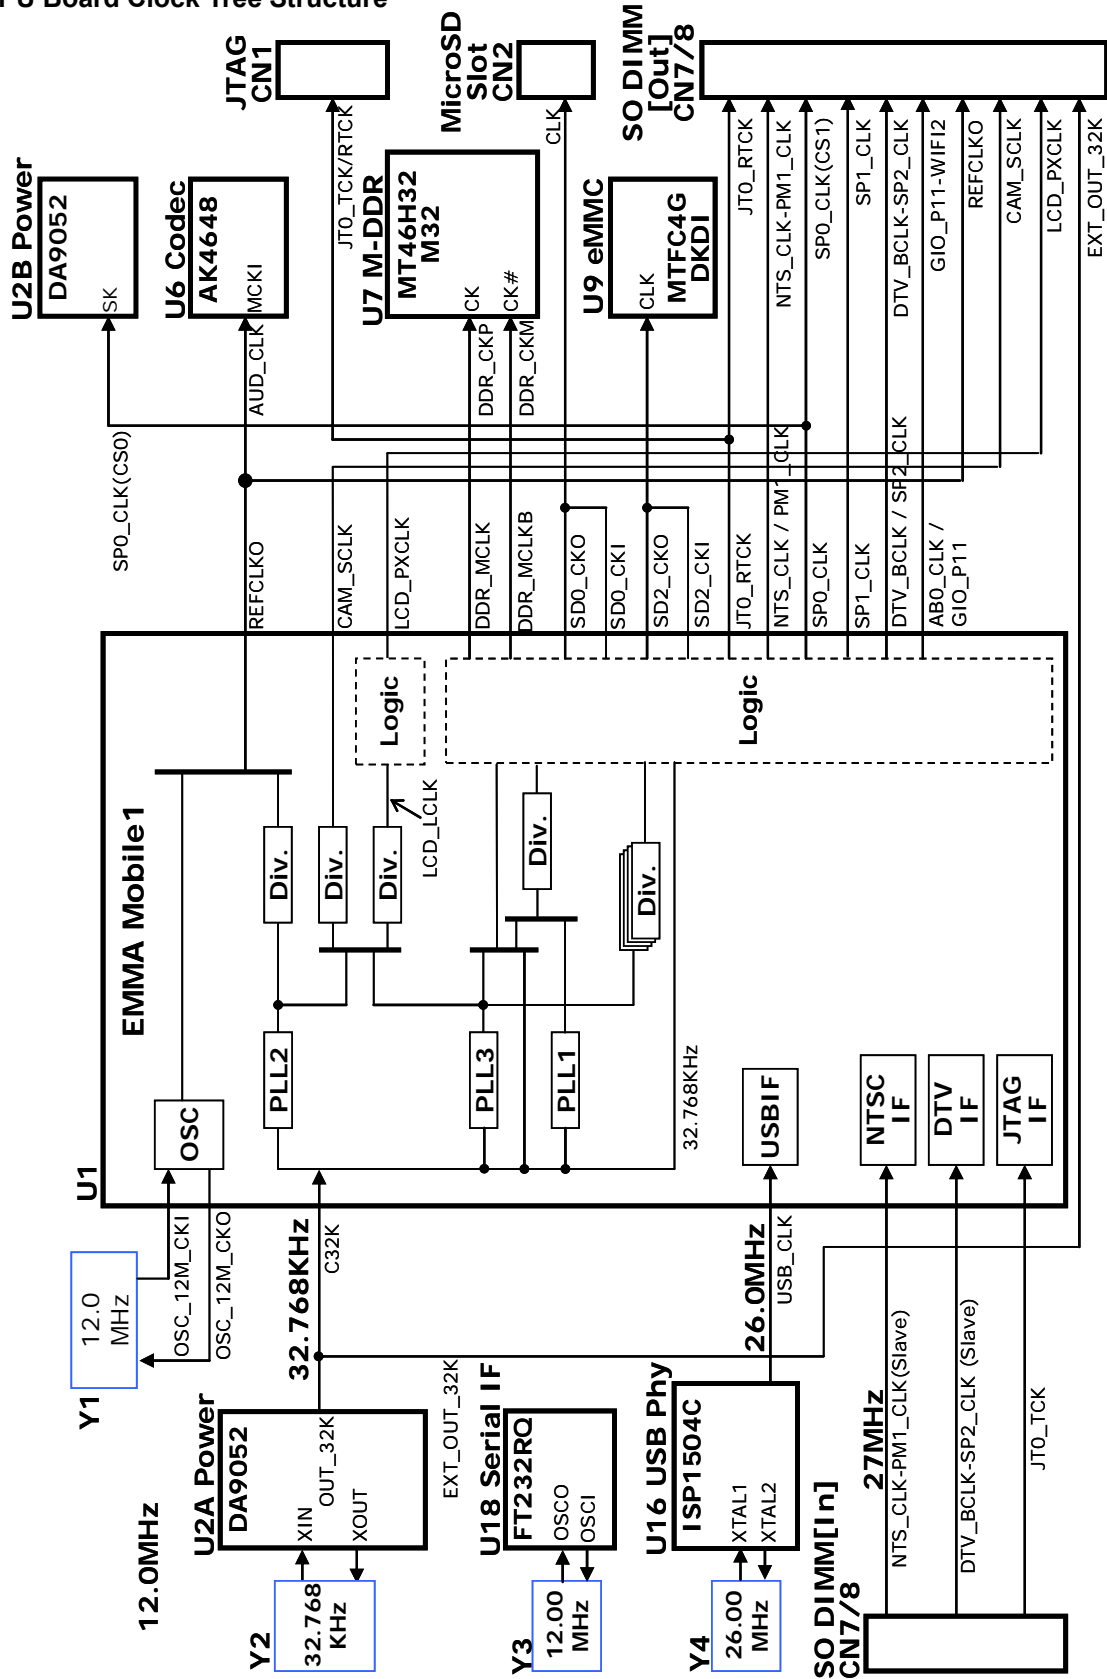 PU Board Clock Tree Structure
JTAG
CN1
MicroSD
Slot
CN2
SO DIMM
[Out]
CN7/8
U2B Power
DA9052
SK
U6 Codec
AK4648
MCKI
JT0_TCK/RTCK
U7 M-DDR
MT46H32
M32
CK
CK#
CLK
U9 eMMC
CLK
MTFC4G
DKDI
JT0_RTCK
NTS_CLK-PM1_CLK
SP0_CLK(CS1)
SP1_CLK
DTV_BCLK-SP2_CLK
GIO_P11-WIFI2
REFCLKO
CAM_SCLK
LCD_PXCLK
EXT_OUT_32K
SP0_CLK(CS0)
AUD_CLK
DDR_CKP
DDR_CKM
REFCLKO
CAM_SCLK
LCD_PXCLK
DDR_MCLK
DDR_MCLKB
SD0_CKO
SD0_CKI
SD2_CKO
SD2_CKI
JT0_RTCK
NTS_CLK / PM1_CLK
SP0_CLK
SP1_CLK
DTV_BCLK / SP2_CLK
AB0_CLK /
GIO_P11
Logic
Logic
EMMA Mobile1
LCD_LCLK
Div.
Div.
Div.
Div.
Div.
PLL2
PLL3
PLL1
OSC
32.768KHz
USBIF
NTSC
IF
DTV
IF
JTAG
IF
U1
12.0
MHz
Y1
OSC_12M_CKI
OSC_12M_CKO
32.768KHz
C32K
26.0MHz
USB_CLK
12.0MHz
U2A Power
DA9052
XIN
OUT_32K
XOUT
EXT_OUT_32K
Y2
32.768
KHz
U18 Serial IF
FT232RQ
OSCO
OSCI
Y3
12.00
MHz
U16 USB Phy
ISP1504C
XTAL1
XTAL2
Y4
26.00
MHz
27MHz
NTS_CLK-PM1_CLK(Slave)
DTV_BCLK-SP2_CLK (Slave)
JT0_TCK
SO DIMM[In]
CN7/8